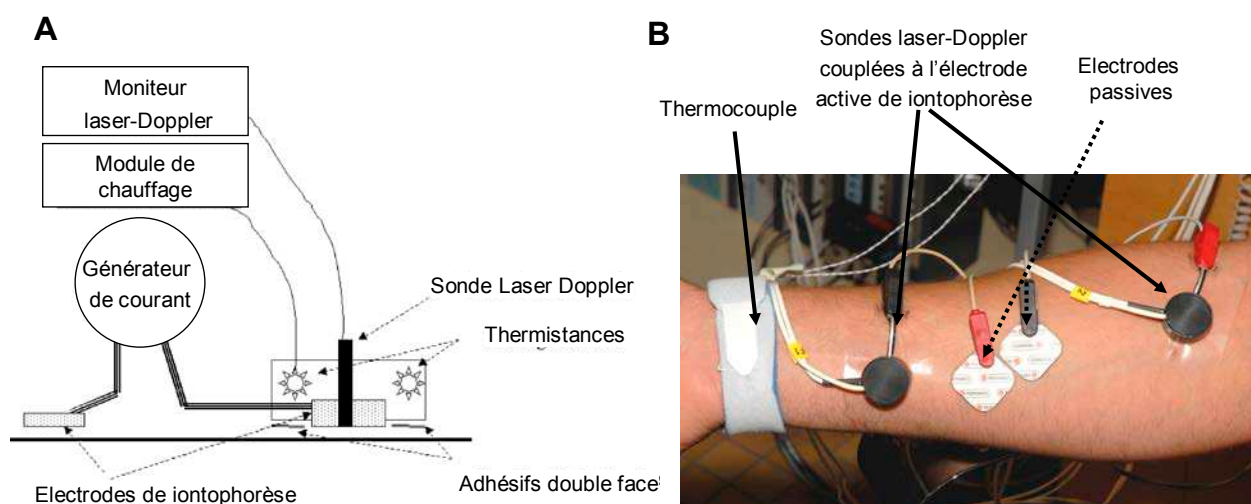 A
Moniteur
laser-Doppler
Module de
chauffage
Générateur
de courant
Sonde Laser Doppler
Thermistances
Electrodes de iontophorèse
Adhésifs double face
B
Sondes laser-Doppler
couplées à l'électrode
active de iontophorèse
Electrodes
passives
Thermocouple